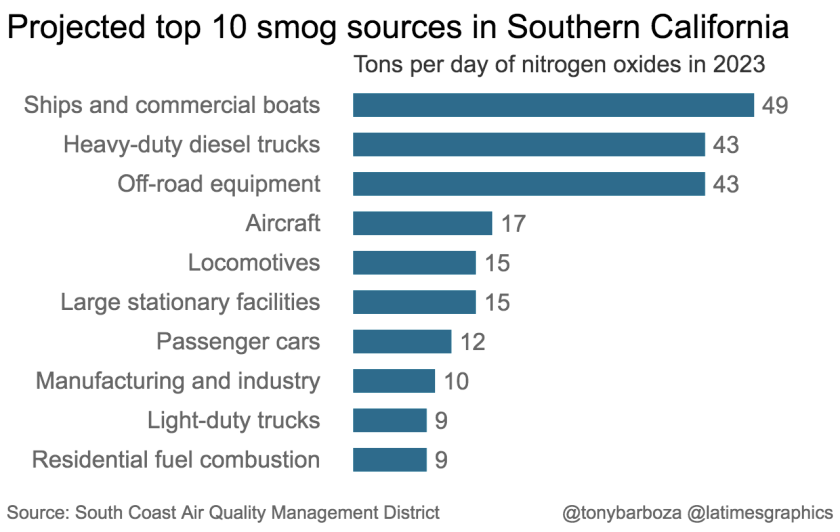 Projected top 10 smog sources in Southern California
Tons per day of nitrogen oxides in 2023
Ships and commercial boats 49
Heavy-duty diesel trucks 43
Off-road equipment 43
Aircraft 17
Locomotives 15
Large stationary facilities 15
Passenger cars 12
Manufacturing and industry 10
Light-duty trucks 9
Residential fuel combustion 9
Source: South Coast Air Quality Management District @tonybarboza @latimesgraphics